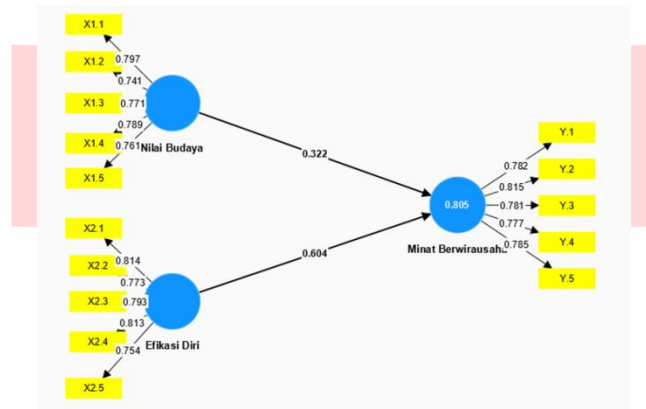 X1.1
X1.2
X1.3
X1.4
X1.5
0.797
0.741
0.771
0.789
0.761
Nilai Budaya
0.322
X2.1
X2.2
X2.3
X2.4
X2.5
0.814
0.773
0.793
0.813
0.754
Efikasi Diri
0.604
0.805
Minat Berwirausaha
0.782
0.815
0.781
0.777
0.785
Y.1
Y.2
Y.3
Y.4
Y.5